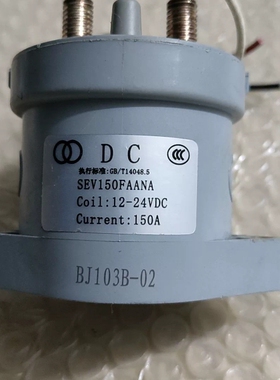 DC
执行标准:GB/T14048.5
SEV150FAANA
Coil:12-24VDC
Current:150A
BJ103B-02